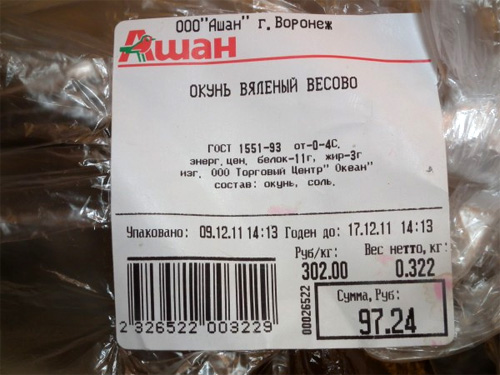 ООО"Ашан" г.Воронеж
Ашан
ОКУНЬ ВЯЛЕНЫЙ ВЕСОВО
ГОСТ 1551-93 от-0-4С.
энерг.цен. белок-11г, жир-3г
изг. ООО Торговый Центр" Океан"
состав: окунь, соль.
Упаковано: 09.12.11 14:13 Годен до: 17.12.11 14:13
Руб/кг: Вес нетто, кг:
302.00 0.322
00026522
Сумма, Руб:
97.24
2 326522 003229